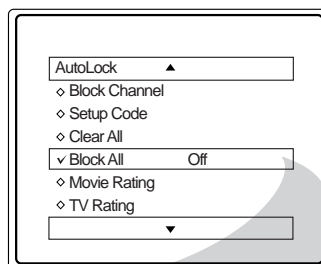 AutoLock ▲
◇ Block Channel
◇ Setup Code
◇ Clear All
✓ Block All Off
◇ Movie Rating
◇ TV Rating
▼